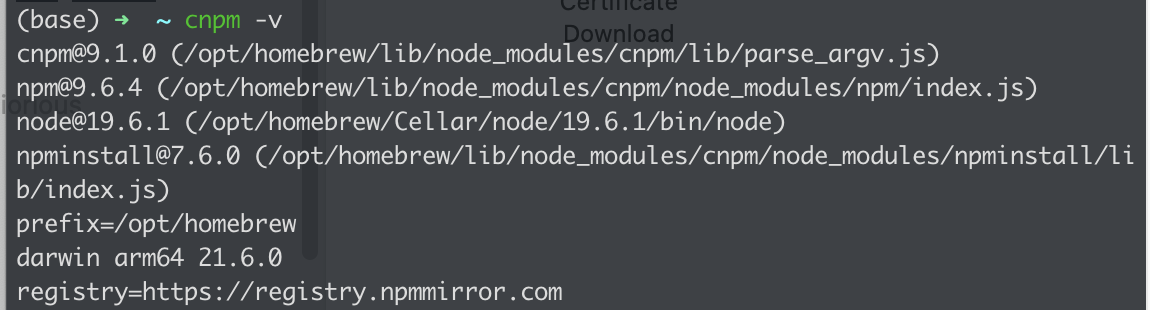 Certificate
(base) ➜ ~ cnpm -v
Download
cnpm@9.1.0 (/opt/homebrew/lib/node_modules/cnpm/lib/parse_argv.js)
npm@9.6.4 (/opt/homebrew/lib/node_modules/cnpm/node_modules/npm/index.js)
node@19.6.1 (/opt/homebrew/Cellar/node/19.6.1/bin/node)
npminstall@7.6.0 (/opt/homebrew/lib/node_modules/cnpm/node_modules/npminstall/li
b/index.js)
prefix=/opt/homebrew
darwin arm64 21.6.0
registry=https://registry.npmmirror.com